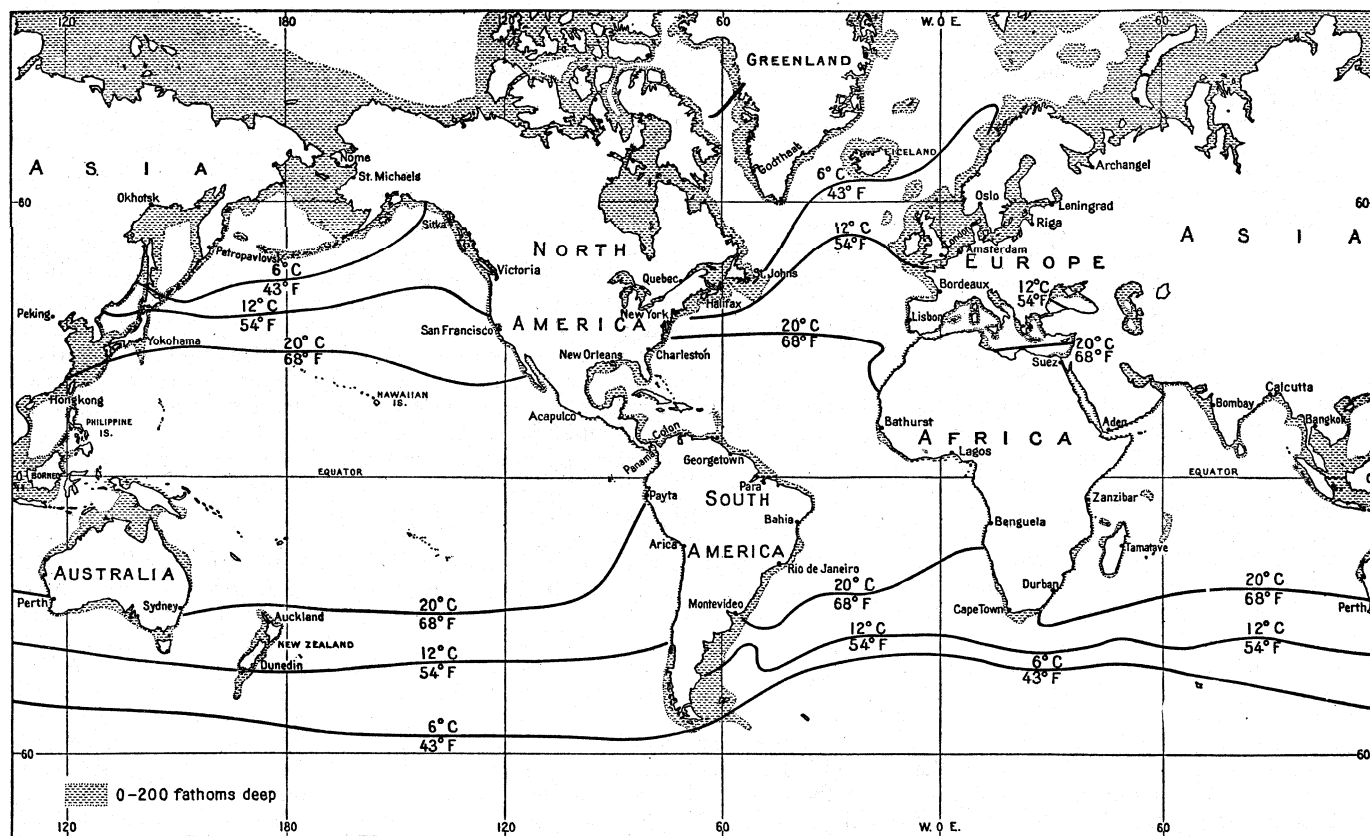 120
180
60
W. O E.
60
GREENLAND
ICELAND
Nome
Archangel
ASIA
St. Michaels
Godthaab
6° C
43° F
Okhotsk
Oslo
60
60
Leningrad
Sitka
Riga
ASIA
12° C
54° F
London
NORTH
Amsterdam
Petropavlovsk
EUROPE
6° C
43° F
Victoria
Quebec
St. Johns
Bordeaux
12° C
54° F
12° C
54° F
Halifax
Peking
New York
Lisbon
AMERICA
San Francisco
20° C
68° F
Yokohama
20° C
68° F
20° C
68° F
New Orleans
Charleston
Suez
Hongkong
HAWAIIAN
IS.
Calcutta
Bombay
Acapulco
PHILIPPINE
IS.
Bathurst
Aden
Bangkok
Colon
AFRICA
Panama
Georgetown
Lagos
O
BORNEO
EQUATOR
EQUATOR
O
Para
Payta
SOUTH
Zanzibar
Bahia
Benguela
Arica
AMERICA
Tamatave
AUSTRALIA
Rio de Janeiro
20° C
68° F
Durban
20° C
68° F
Perth
Sydney
20° C
68° F
Montevideo
Cape Town
Perth
Auckland
12° C
54° F
12° C
54° F
NEW ZEALAND
Dunedin
12° C
54° F
6° C
43° F
6° C
43° F
60
60
0-200 fathoms deep
120
180
120
60
W. O E.
60